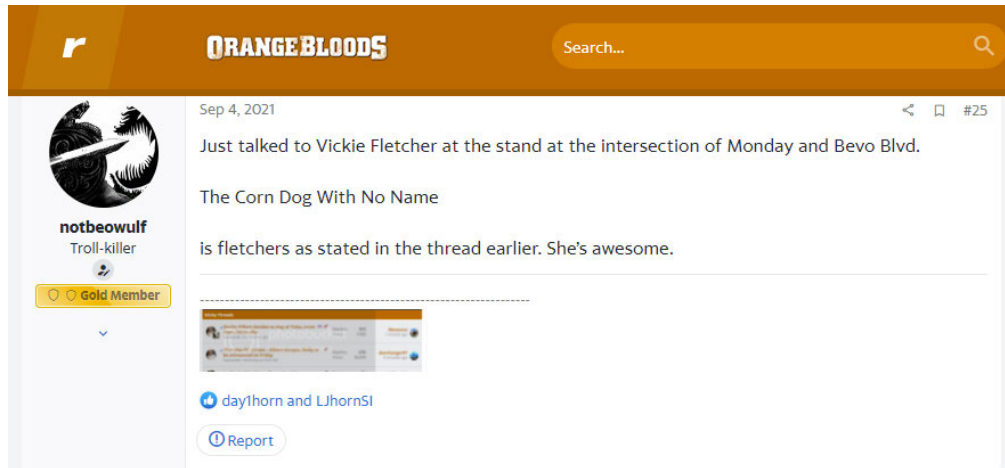 r
ORANGEBLOODS
Search...
Sep 4, 2021
#25
Just talked to Vickie Fletcher at the stand at the intersection of Monday and Bevo Blvd.
The Corn Dog With No Name
is fletchers as stated in the thread earlier. She's awesome.
notbeowulf
Troll-killer
Gold Member
--------------------------------------------------------------
day1horn and LJhornSI
Report